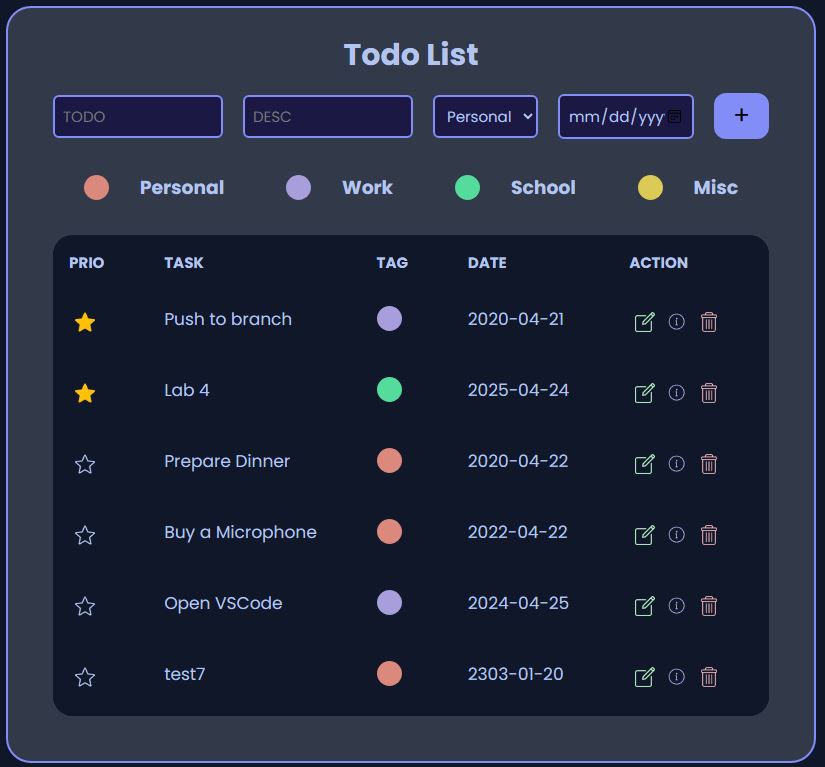 Todo List
TODO DESC Personal mm/dd/yyy +
Personal Work School Misc
PRIO TASK TAG DATE ACTION
Push to branch 2020-04-21
Lab 4 2025-04-24
Prepare Dinner 2020-04-22
Buy a Microphone 2022-04-22
Open VSCode 2024-04-25
test7 2303-01-20